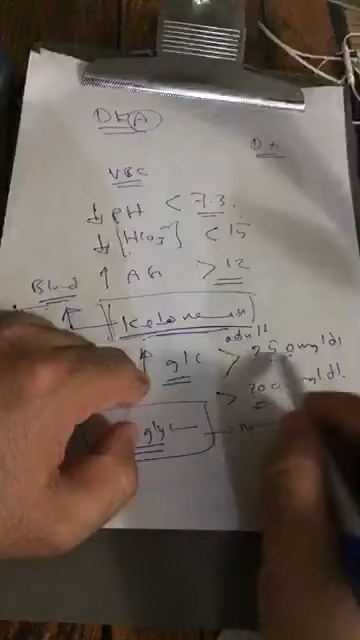 DKA
VBG
↓ pH < 7.3
↓ [HCO3⁻] < 15
↑ AG > 12
Blood
↑ Ketonemia
adult
↑ glc > 250 mg/dl
> 200 mg/dl
glyc